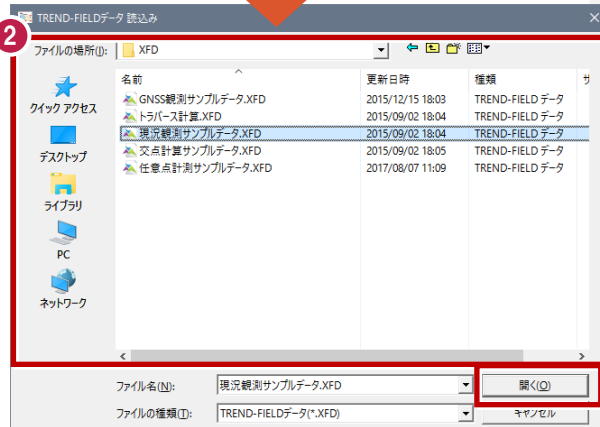 TREND-FIELDデータ 読込み
2
ファイルの場所(I): XFD
名前 更新日時 種類 サ
GNSS観測サンプルデータ.XFD 2015/12/15 18:03 TREND-FIELD データ
トラバース計算.XFD 2015/09/02 18:04 TREND-FIELD データ
現況観測サンプルデータ.XFD 2015/09/02 18:04 TREND-FIELD データ
交点計算サンプルデータ.XFD 2015/09/02 18:05 TREND-FIELD データ
任意点計測サンプルデータ.XFD 2017/08/07 11:09 TREND-FIELD データ
クイック アクセス
デスクトップ
ライブラリ
PC
ネットワーク
ファイル名(N): 現況観測サンプルデータ.XFD 開く(O)
ファイルの種類(T): TREND-FIELDデータ(*.XFD) キャンセル